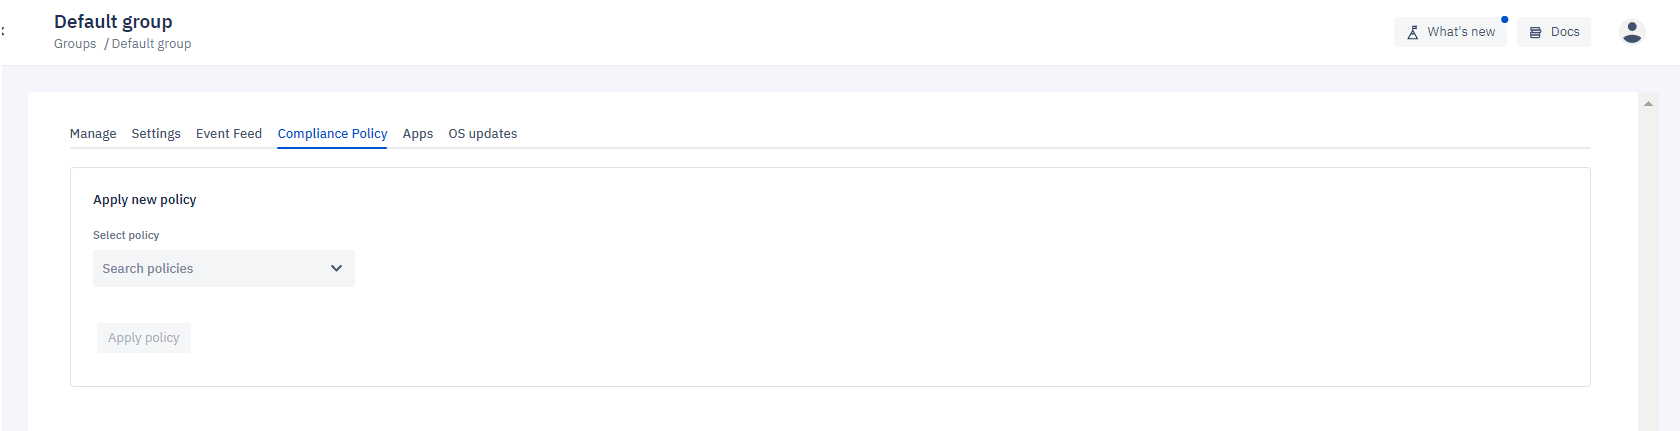 Default group
Groups / Default group
What's new
Docs
Manage Settings Event Feed Compliance Policy Apps OS updates
Apply new policy
Select policy
Search policies
Apply policy